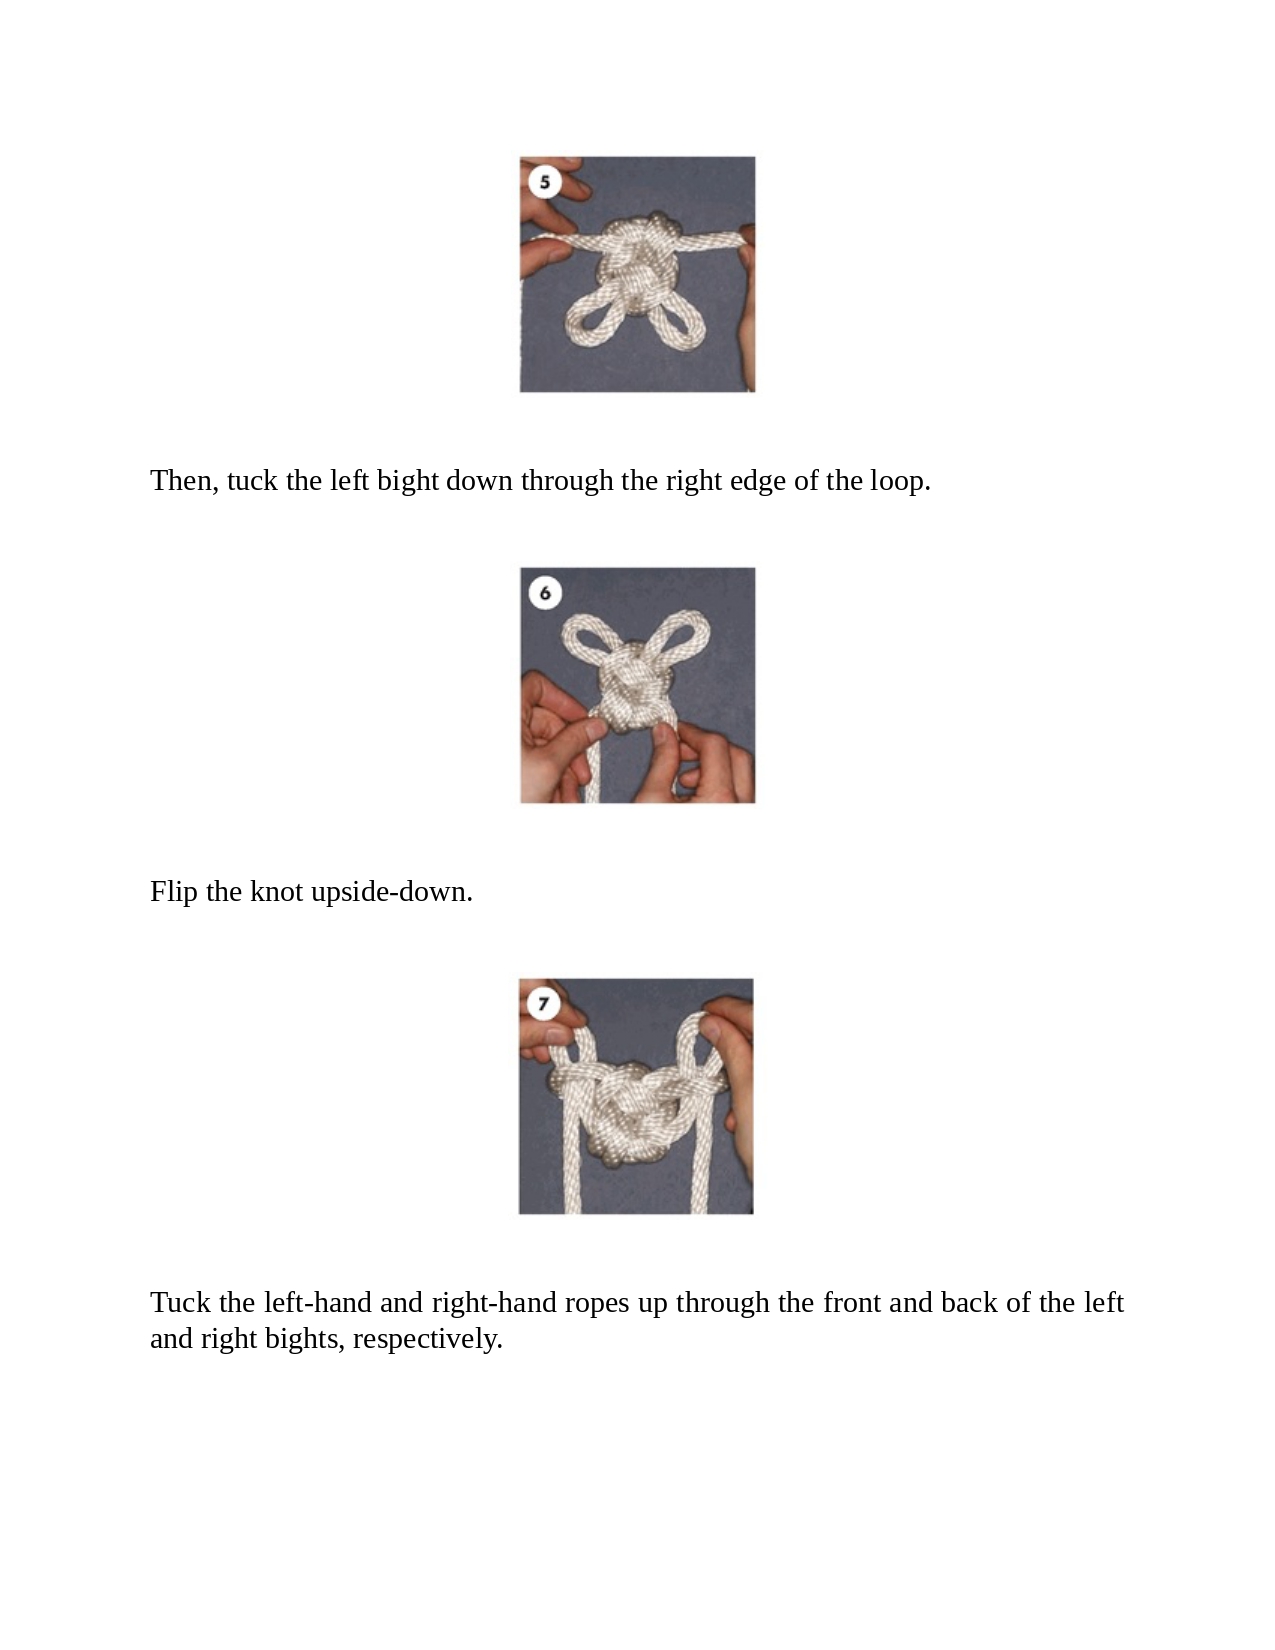 5
Then, tuck the left bight down through the right edge of the loop.
6
Flip the knot upside-down.
7
Tuck the left-hand and right-hand ropes up through the front and back of the left
and right bights, respectively.